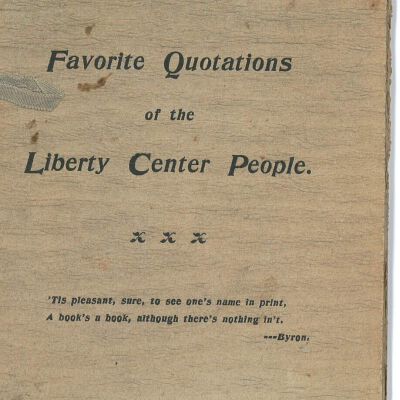 Favorite Quotations
of the
Liberty Center People.
x x x
'Tis pleasant, sure, to see one's name in print,
A book's a book, although there's nothing in't.
---Byron.